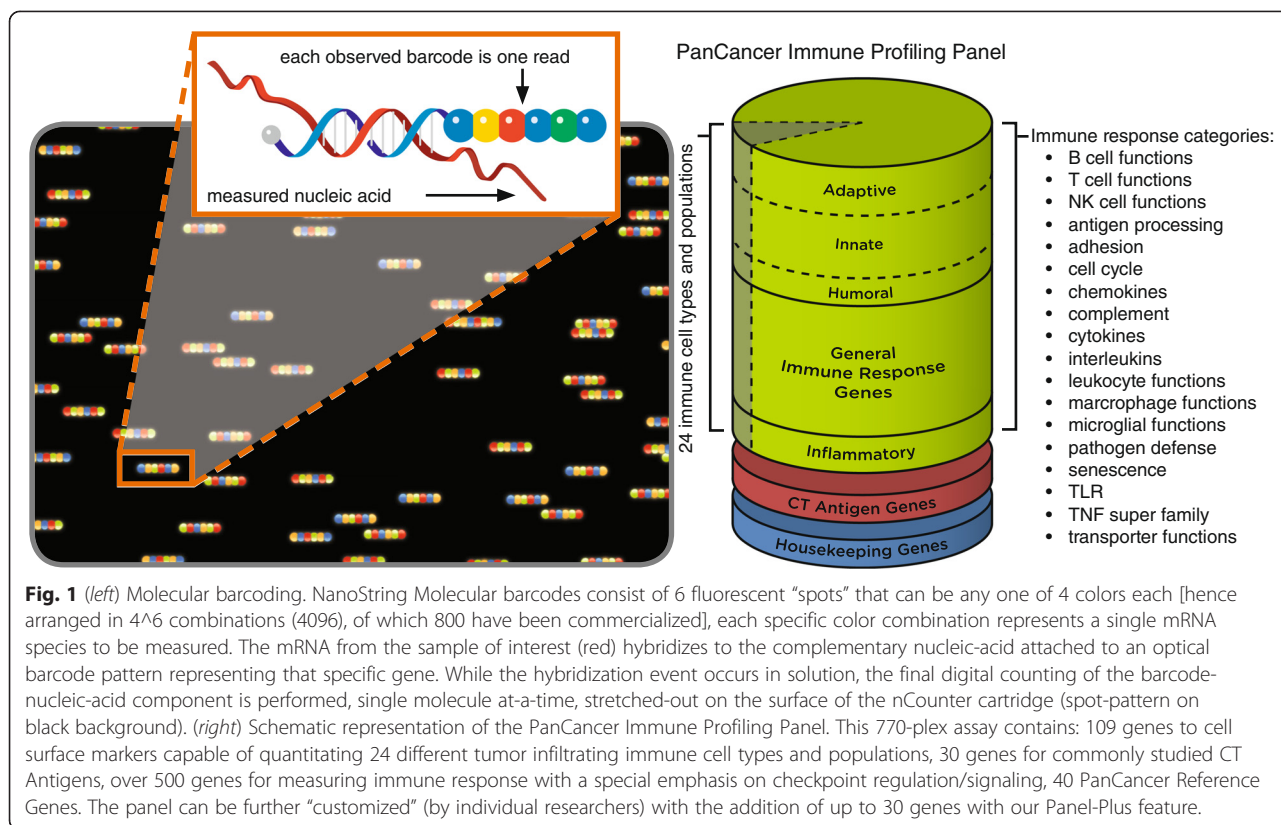 each observed barcode is one read
measured nucleic acid
PanCancer Immune Profiling Panel
24 immune cell types and populations
Adaptive
Innate
Humoral
General
Immune Response
Genes
Inflammatory
CT Antigen Genes
Housekeeping Genes
Immune response categories:
• B cell functions
• T cell functions
• NK cell functions
• antigen processing
• adhesion
• cell cycle
• chemokines
• complement
• cytokines
• interleukins
• leukocyte functions
• marcrophage functions
• microglial functions
• pathogen defense
• senescence
• TLR
• TNF super family
• transporter functions
Fig. 1 (left) Molecular barcoding. NanoString Molecular barcodes consist of 6 fluorescent “spots” that can be any one of 4 colors each [hence
arranged in 4^6 combinations (4096), of which 800 have been commercialized], each specific color combination represents a single mRNA
species to be measured. The mRNA from the sample of interest (red) hybridizes to the complementary nucleic-acid attached to an optical
barcode pattern representing that specific gene. While the hybridization event occurs in solution, the final digital counting of the barcode-
nucleic-acid component is performed, single molecule at-a-time, stretched-out on the surface of the nCounter cartridge (spot-pattern on
black background). (right) Schematic representation of the PanCancer Immune Profiling Panel. This 770-plex assay contains: 109 genes to cell
surface markers capable of quantitating 24 different tumor infiltrating immune cell types and populations, 30 genes for commonly studied CT
Antigens, over 500 genes for measuring immune response with a special emphasis on checkpoint regulation/signaling, 40 PanCancer Reference
Genes. The panel can be further “customized” (by individual researchers) with the addition of up to 30 genes with our Panel-Plus feature.